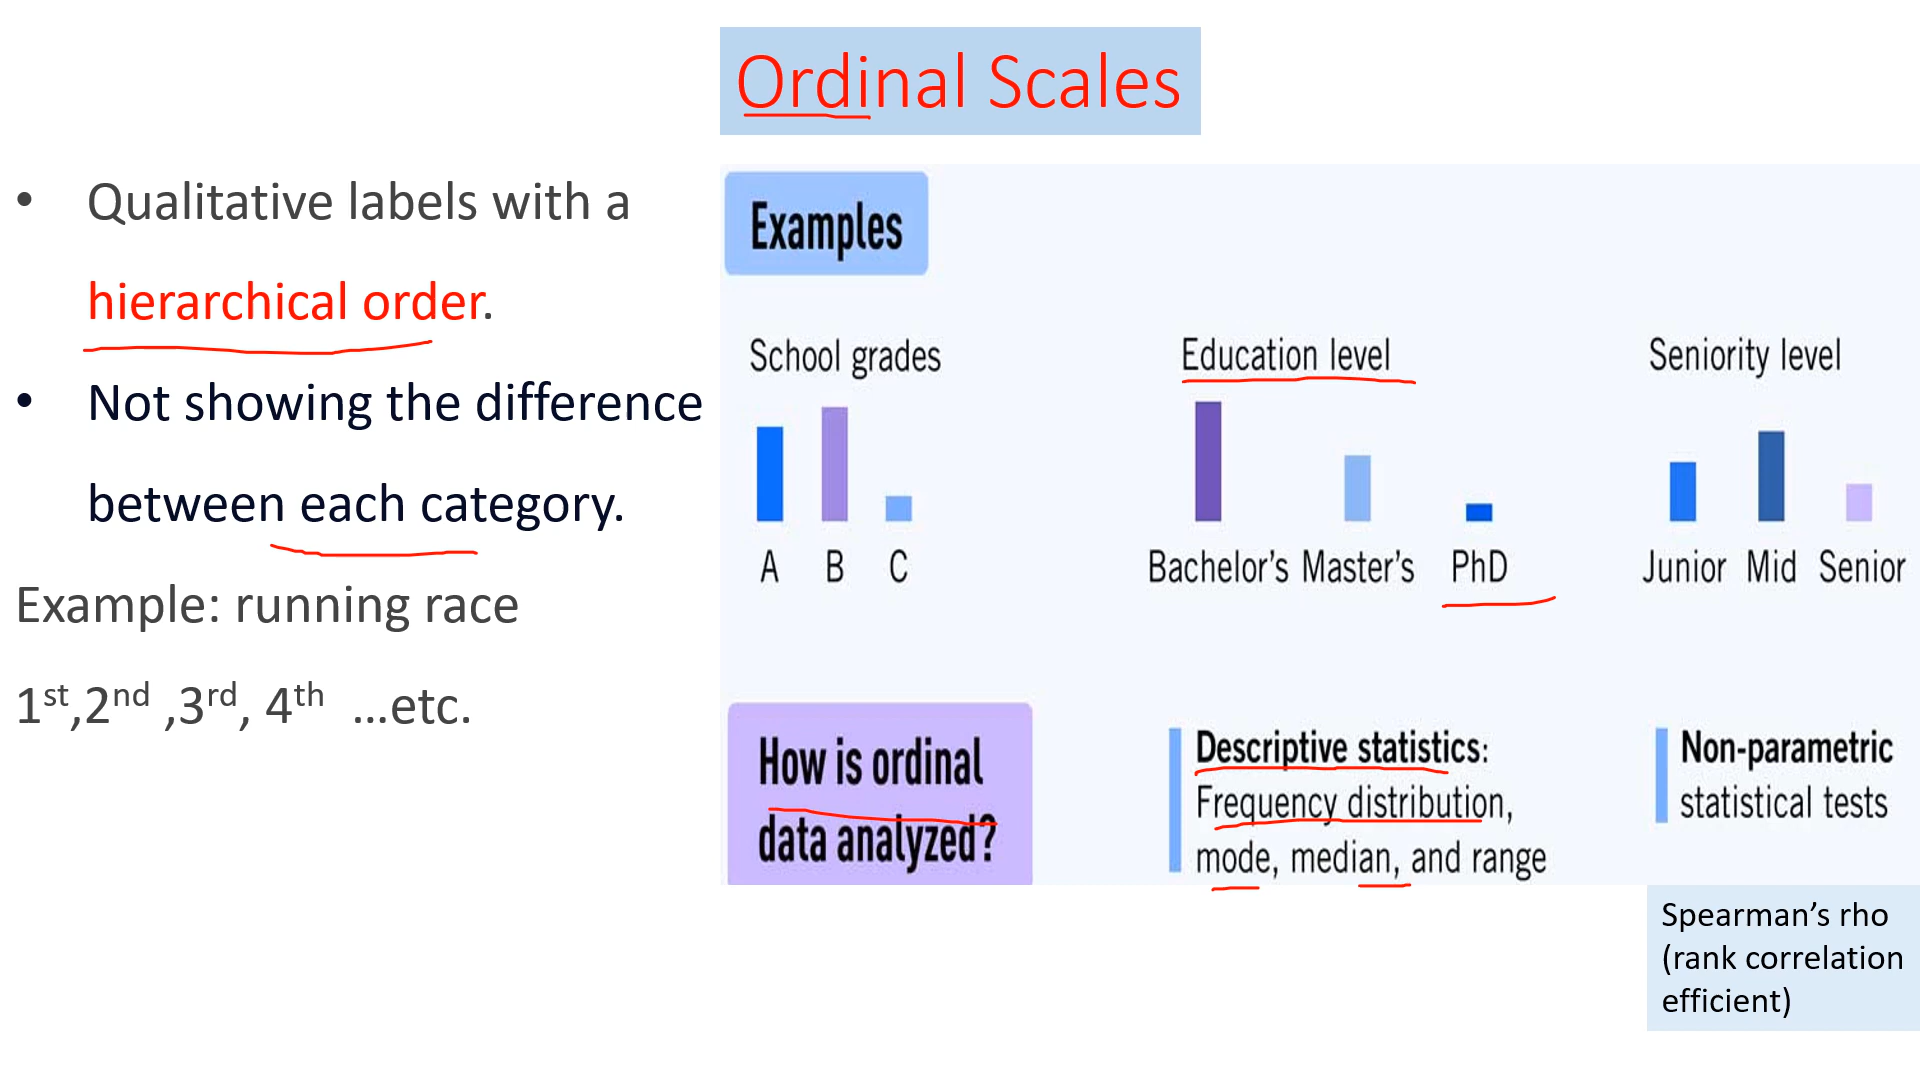 Ordinal Scales
• Qualitative labels with a
hierarchical order.
• Not showing the difference
between each category.
Example: running race
1st,2nd ,3rd, 4th ...etc.
Examples
School grades
A B C
Education level
Bachelor's Master's PhD
Seniority level
Junior Mid Senior
How is ordinal
data analyzed?
Descriptive statistics:
Frequency distribution,
mode, median, and range
Non-parametric
statistical tests
Spearman's rho
(rank correlation
efficient)